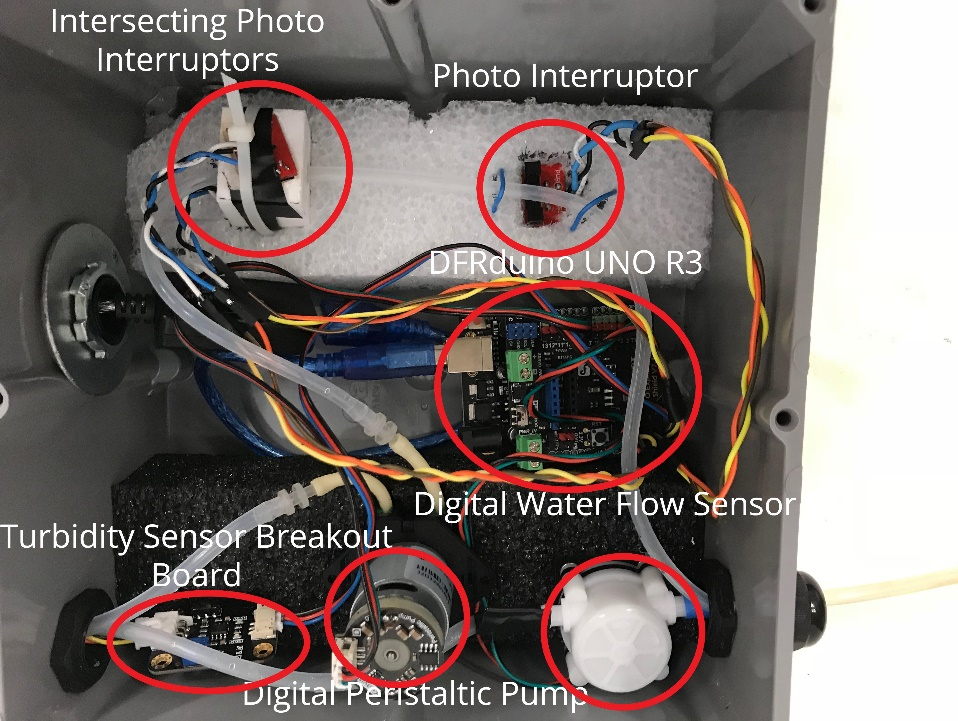 Intersecting Photo
Interruptors
Photo Interruptor
DFRduino UNO R3
Digital Water Flow Sensor
Turbidity Sensor Breakout
Board
Digital Peristaltic Pump